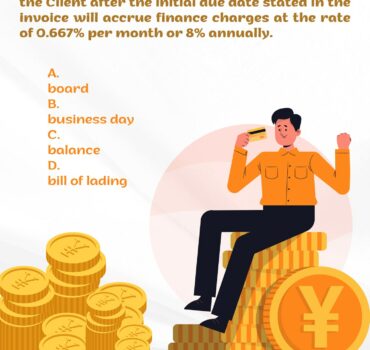 the Client after the initial due date stated in the
invoice will accrue finance charges at the rate
of 0.667% per month or 8% annually.
A.
board
B.
business day
C.
balance
D.
bill of lading
¥